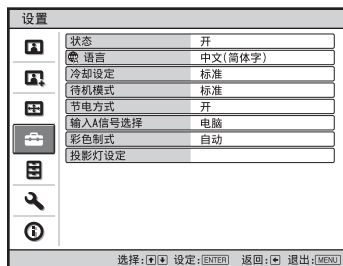 设置
状态 开
语言 中文(简体字)
冷却设定 标准
待机模式 标准
节电方式 开
输入A信号选择 电脑
彩色制式 自动
投影灯设定
选择: 设定:ENTER 返回: 退出:MENU